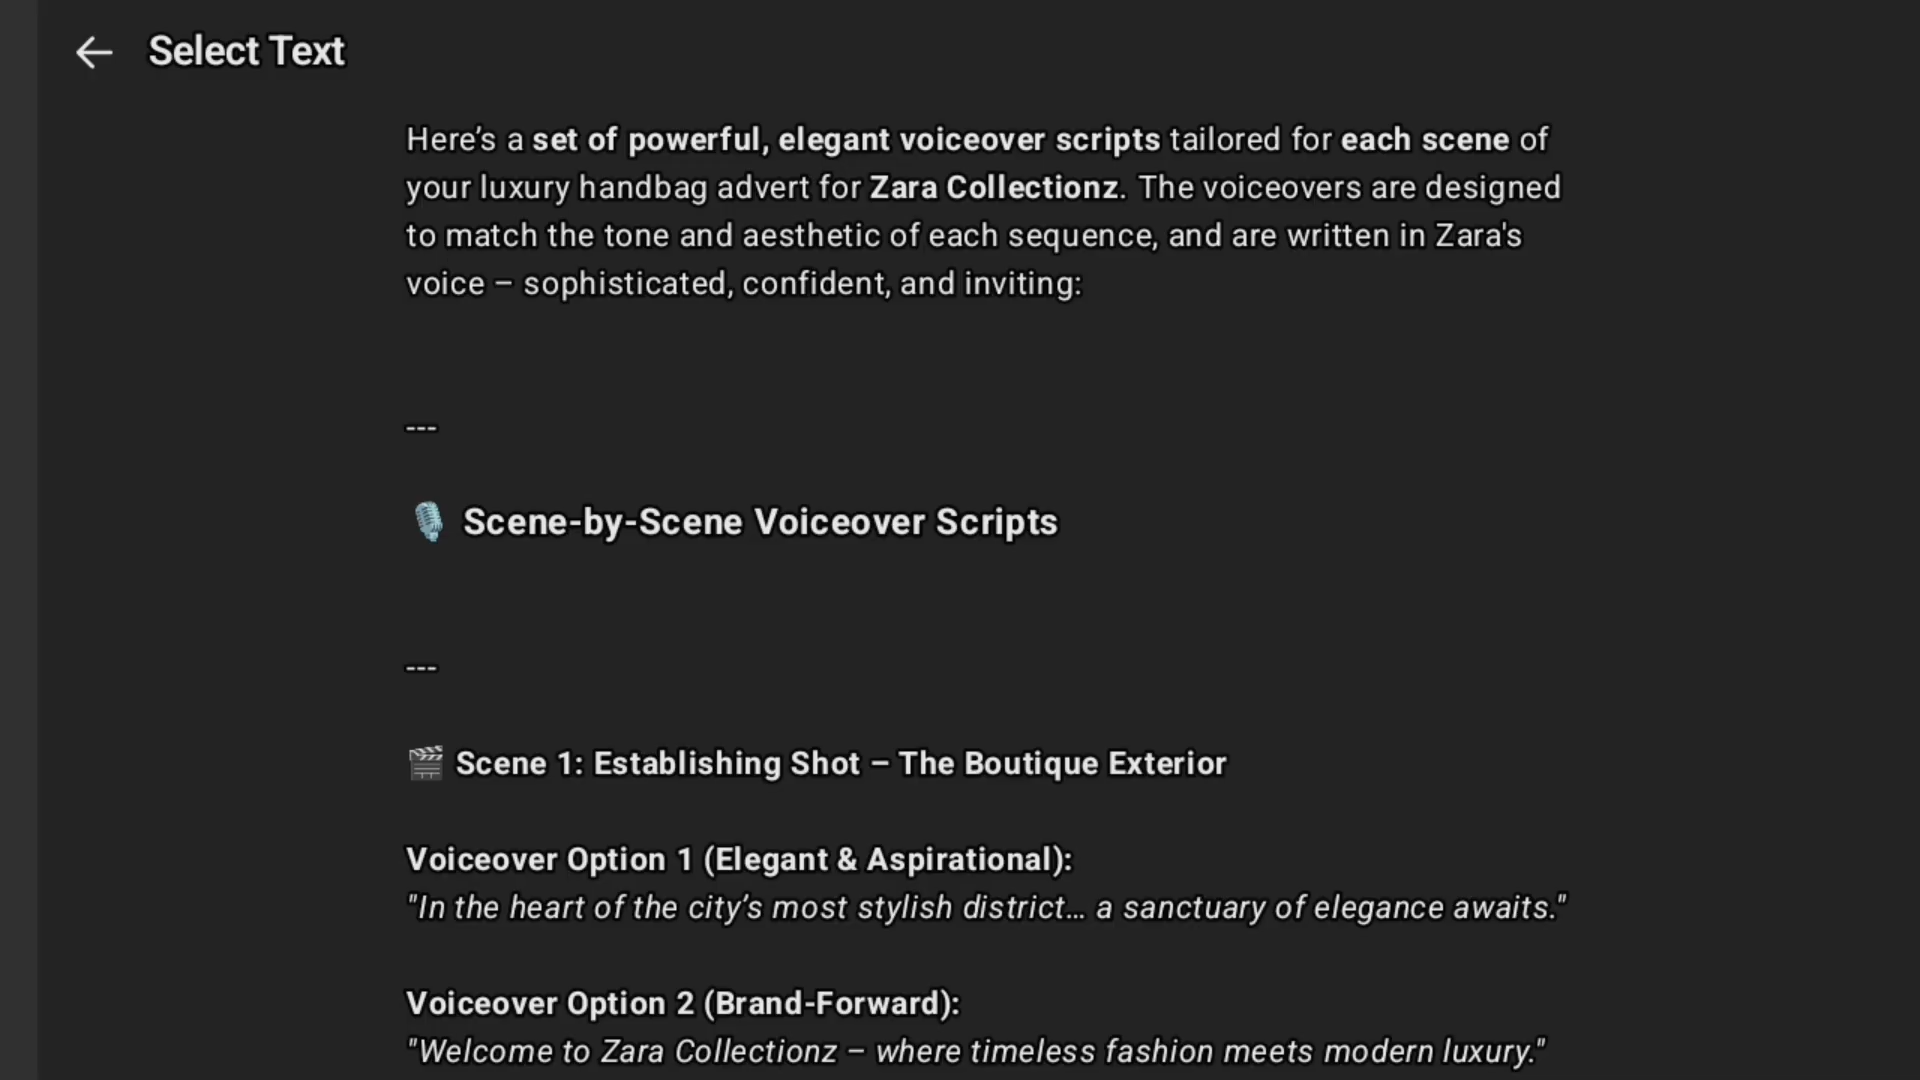 Select Text
Here’s a set of powerful, elegant voiceover scripts tailored for each scene of
your luxury handbag advert for Zara Collectionz. The voiceovers are designed
to match the tone and aesthetic of each sequence, and are written in Zara's
voice – sophisticated, confident, and inviting:
---
🎙️ Scene-by-Scene Voiceover Scripts
---
🎬 Scene 1: Establishing Shot – The Boutique Exterior
Voiceover Option 1 (Elegant & Aspirational):
"In the heart of the city’s most stylish district… a sanctuary of elegance awaits."
Voiceover Option 2 (Brand-Forward):
"Welcome to Zara Collectionz – where timeless fashion meets modern luxury."